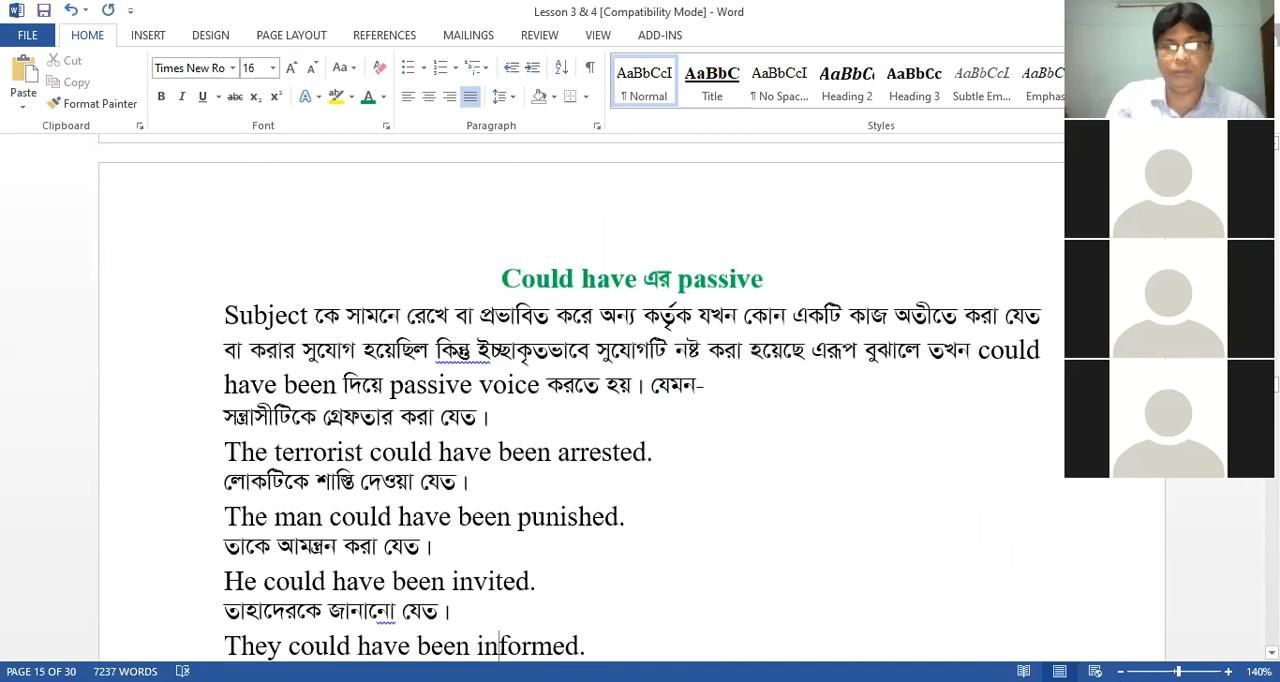 Lesson 3 & 4 [Compatibility Mode] - Word
FILE HOME INSERT DESIGN PAGE LAYOUT REFERENCES MAILINGS REVIEW VIEW ADD-INS
Cut
Copy
Format Painter
Paste
Clipboard
Times New Ro 16
Font
Paragraph
AaBbCcI AaBbC AaBbCcI AaBbC AaBbCc AaBbCcL AaBbC
¶ Normal Title ¶ No Spac... Heading 2 Heading 3 Subtle Em... Emphas
Styles
Could have এর passive
Subject কে সামনে রেখে বা প্রভাবিত করে অন্য কর্তৃক যখন কোন একটি কাজ অতীতে করা যেত
বা করার সুযোগ হয়েছিল কিন্তু ইচ্ছাকৃতভাবে সুযোগটি নষ্ট করা হয়েছে এরূপ বুঝালে তখন could
have been দিয়ে passive voice করতে হয়। যেমন-
সন্ত্রাসীটিকে গ্রেফতার করা যেত।
The terrorist could have been arrested.
লোকটিকে শাস্তি দেওয়া যেত।
The man could have been punished.
তাকে আমন্ত্রন করা যেত।
He could have been invited.
তাহাদেরকে জানানো যেত।
They could have been informed.
PAGE 15 OF 30 7237 WORDS 140%